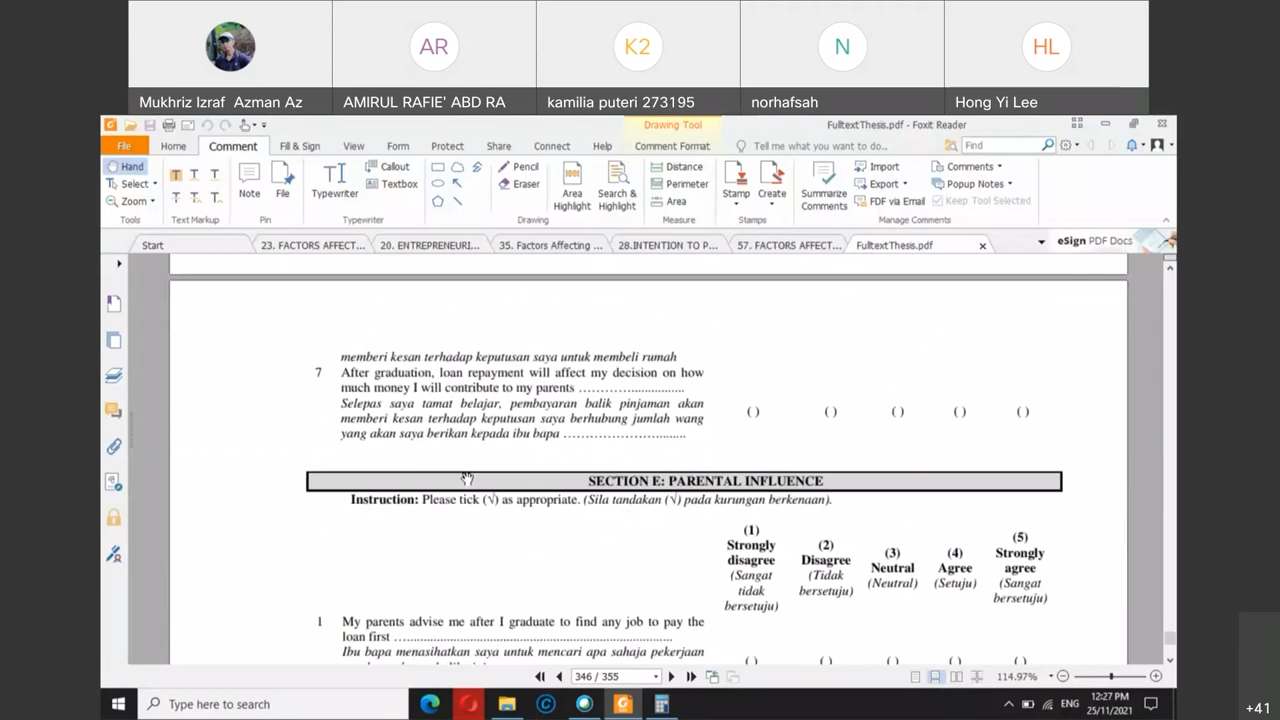 AR
K2
N
HL
Mukhriz Izraf Azman Az
AMIRUL RAFIE' ABD RA
kamilia puteri 273195
norhafsah
Hong Yi Lee
Drawing Tool
FulltextThesis.pdf - Foxit Reader
File
Home
Comment
Fill & Sign
View
Form
Protect
Share
Connect
Help
Comment Format
Tell me what you want to do..
Find
Hand
Select
Zoom
Tools
Text Markup
Note
File
Pin
Typewriter
Callout
Textbox
Typewriter
Pencil
Eraser
Drawing
Area Highlight
Search & Highlight
Distance
Perimeter
Area
Measure
Stamp
Create
Stamps
Summarize Comments
Import
Export
FDF via Email
Comments
Popup Notes
Keep Tool Selected
Manage Comments
Start
23. FACTORS AFFECT...
20. ENTREPRENEURI...
35. Factors Affecting ...
28.INTENTION TO P...
57. FACTORS AFFECT...
FulltextThesis.pdf
eSign PDF Docs
memberi kesan terhadap keputusan saya untuk membeli rumah
7 After graduation, loan repayment will affect my decision on how
much money I will contribute to my parents ............................
Selepas saya tamat belajar, pembayaran balik pinjaman akan
memberi kesan terhadap keputusan saya berhubung jumlah wang
yang akan saya berikan kepada ibu bapa ..............................
( ) ( ) ( ) ( ) ( )
SECTION E: PARENTAL INFLUENCE
Instruction: Please tick (√) as appropriate. (Sila tandakan (√) pada kurungan berkenaan).
(1) Strongly disagree (Sangat tidak bersetuju)
(2) Disagree (Tidak bersetuju)
(3) Neutral (Neutral)
(4) Agree (Setuju)
(5) Strongly agree (Sangat bersetuju)
1 My parents advise me after I graduate to find any job to pay the
loan first ......................................................................
Ibu bapa menasihatkan saya untuk mencari apa sahaja pekerjaan
( ) ( ) ( ) ( ) ( )
346 / 355
114.97%
Type here to search
ENG
12:27 PM
25/11/2021
+41